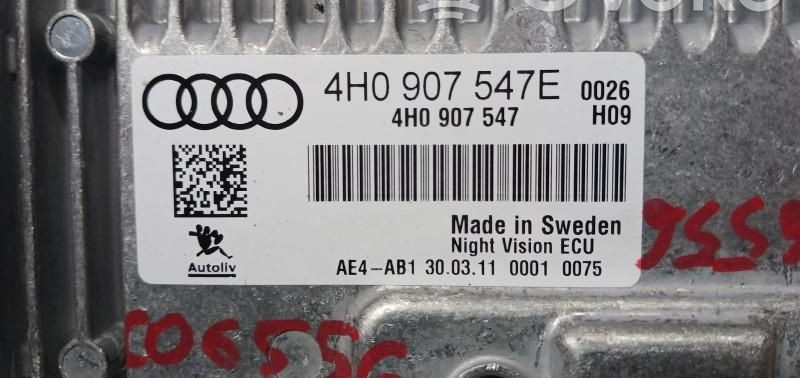 4H0 907 547E 0026
4H0 907 547 H09
Made in Sweden
Night Vision ECU
Autoliv
AE4-AB1 30.03.11 0001 0075